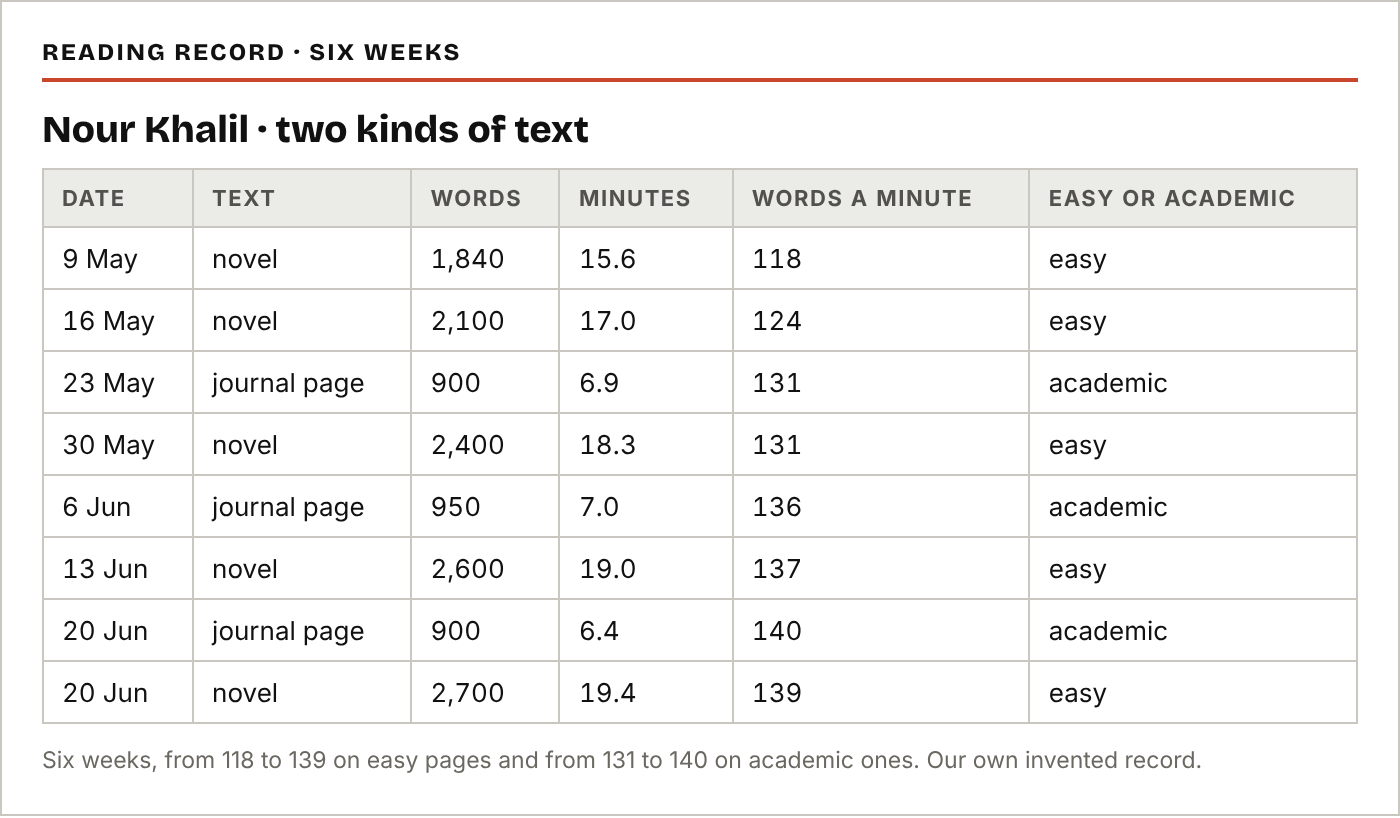 READING RECORD · SIX WEEKS
Nour Khalil · two kinds of text
DATE TEXT WORDS MINUTES WORDS A MINUTE EASY OR ACADEMIC
9 May novel 1,840 15.6 118 easy
16 May novel 2,100 17.0 124 easy
23 May journal page 900 6.9 131 academic
30 May novel 2,400 18.3 131 easy
6 Jun journal page 950 7.0 136 academic
13 Jun novel 2,600 19.0 137 easy
20 Jun journal page 900 6.4 140 academic
20 Jun novel 2,700 19.4 139 easy
Six weeks, from 118 to 139 on easy pages and from 131 to 140 on academic ones. Our own invented record.